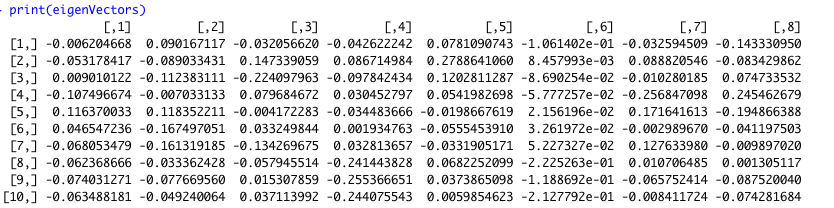 > print(eigenVectors)
[,1] [,2] [,3] [,4] [,5] [,6] [,7] [,8]
[1,] -0.006204668 0.090167117 -0.032056620 -0.042622242 0.0781090743 -1.061402e-01 -0.032594509 -0.143330950
[2,] -0.053178417 -0.089033431 0.147339059 0.086714984 0.2788641060 8.457993e-03 0.088820546 -0.083429862
[3,] 0.009010122 -0.112383111 -0.224097963 -0.097842434 0.1202811287 -8.690254e-02 -0.010280185 0.074733532
[4,] -0.107496674 -0.007033133 0.079684672 0.030452797 0.0541982698 -5.777257e-02 -0.256847098 0.245462679
[5,] 0.116370033 0.118352211 -0.004172283 -0.034483666 -0.0198667619 2.156196e-02 0.171641613 -0.194866388
[6,] 0.046547236 -0.167497051 0.033249844 0.001934763 -0.0555453910 3.261972e-02 -0.002989670 -0.041197503
[7,] -0.068053479 -0.161319185 -0.134269675 0.032813657 -0.0331905171 5.227327e-02 0.127633980 -0.009897020
[8,] -0.062368666 -0.033362428 -0.057945514 -0.241443828 0.0682252099 -2.225263e-01 0.010706485 0.001305117
[9,] -0.074031271 -0.077669560 0.015307859 -0.255366651 0.0373865098 -1.188692e-01 -0.065752414 -0.087520040
[10,] -0.063488181 -0.049240064 0.037113992 -0.244075543 0.0059854623 -2.127792e-01 -0.008411724 -0.074281684